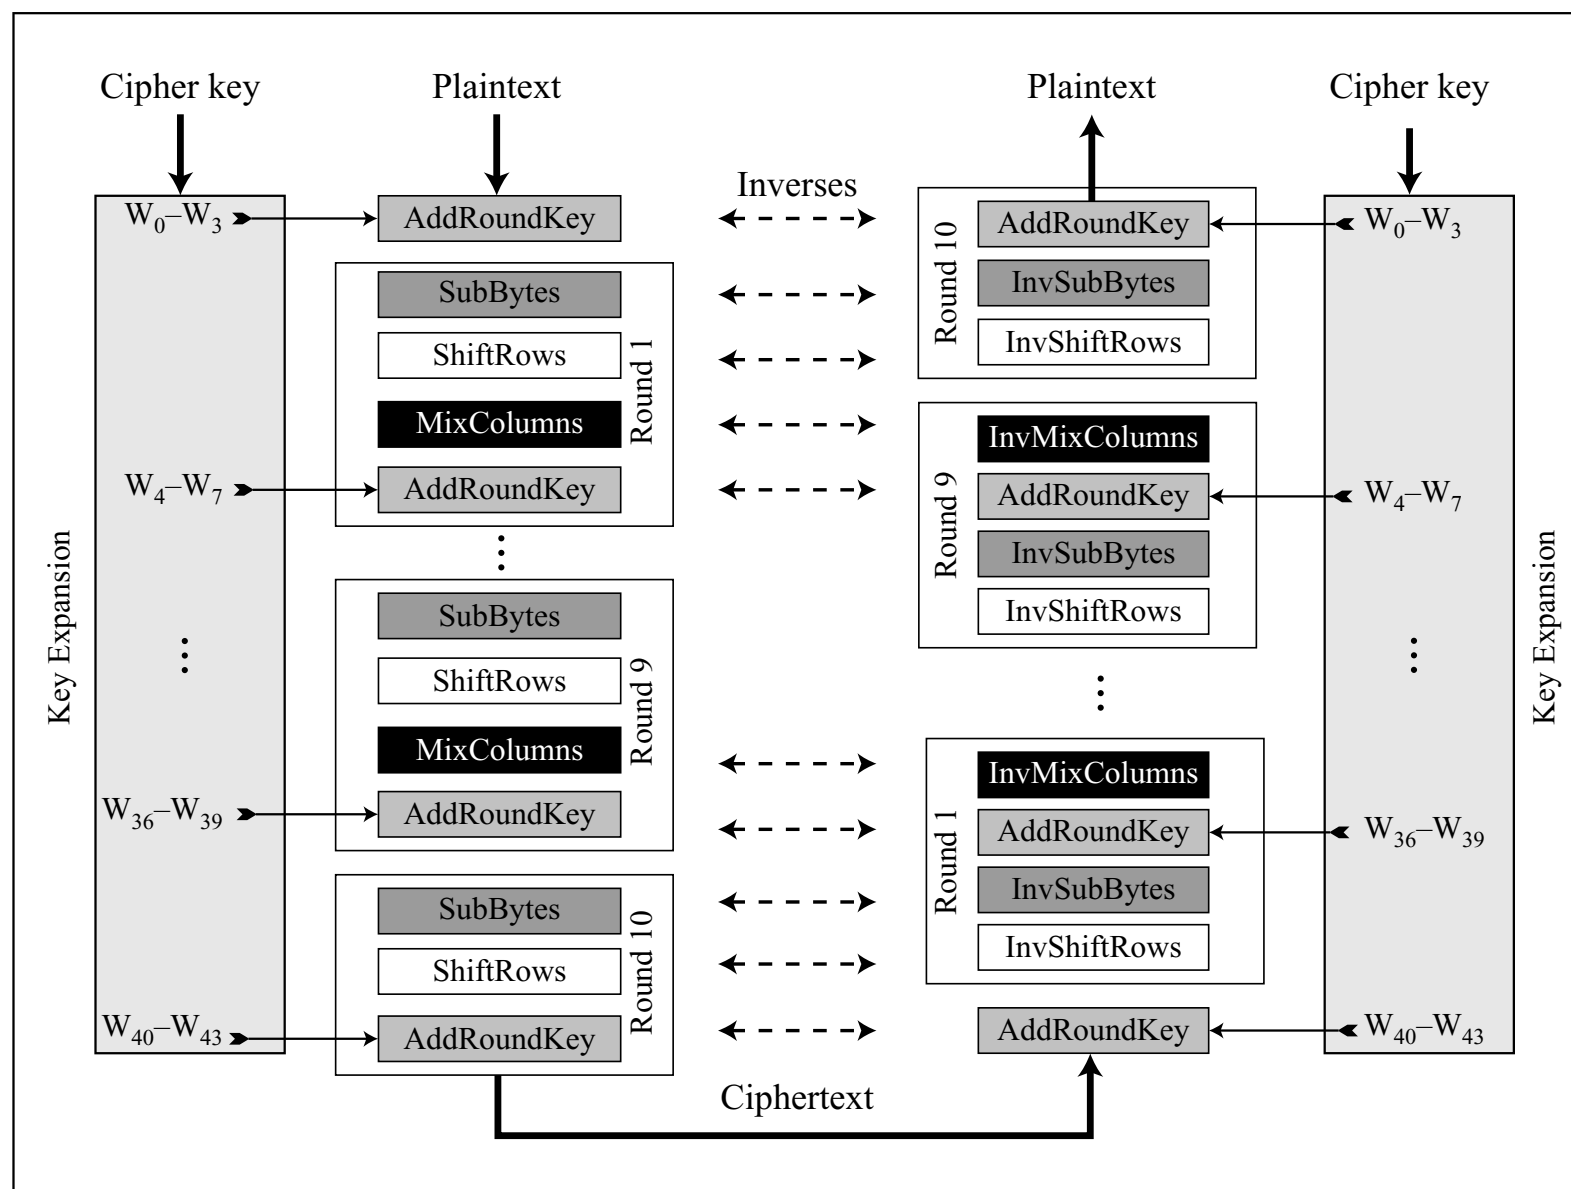 Cipher key
Plaintext
Plaintext
Cipher key
Inverses
W0–W3
AddRoundKey
AddRoundKey
W0–W3
SubBytes
InvSubBytes
ShiftRows
InvShiftRows
Round 1
Round 10
MixColumns
InvMixColumns
W4–W7
AddRoundKey
AddRoundKey
W4–W7
Round 9
InvSubBytes
SubBytes
InvShiftRows
Key Expansion
⋮
⋮
⋮
⋮
Key Expansion
ShiftRows
Round 9
MixColumns
InvMixColumns
W36–W39
AddRoundKey
AddRoundKey
W36–W39
Round 1
SubBytes
InvSubBytes
ShiftRows
InvShiftRows
Round 10
W40–W43
AddRoundKey
AddRoundKey
W40–W43
Ciphertext